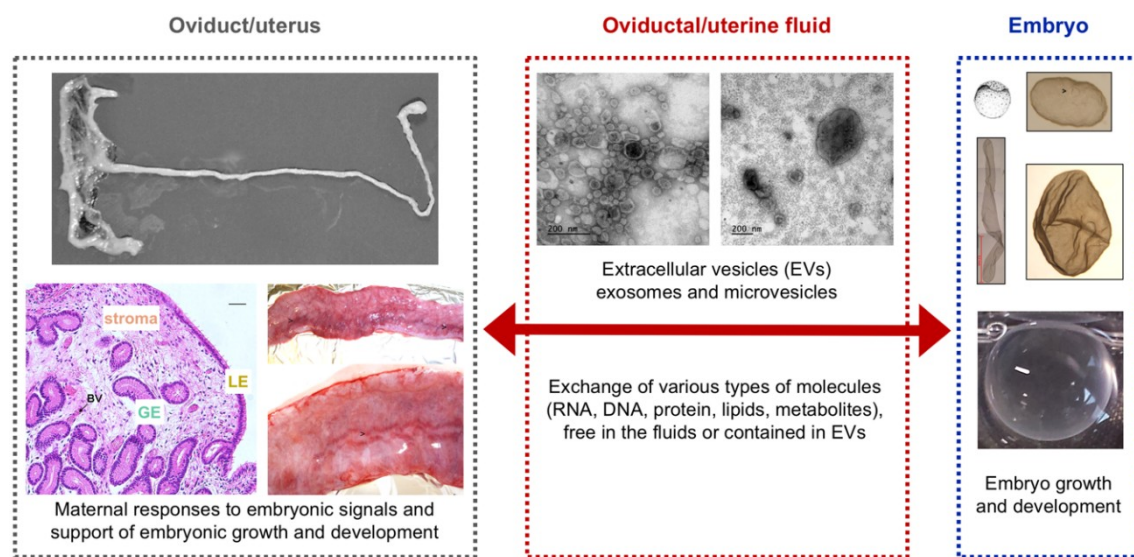 Oviduct/uterus
Oviductal/uterine fluid
Embryo
200 nm
200 nm
stroma
LE
BV
GE
Extracellular vesicles (EVs)
exosomes and microvesicles
Exchange of various types of molecules
(RNA, DNA, protein, lipids, metabolites),
free in the fluids or contained in EVs
Maternal responses to embryonic signals and
support of embryonic growth and development
Embryo growth
and development